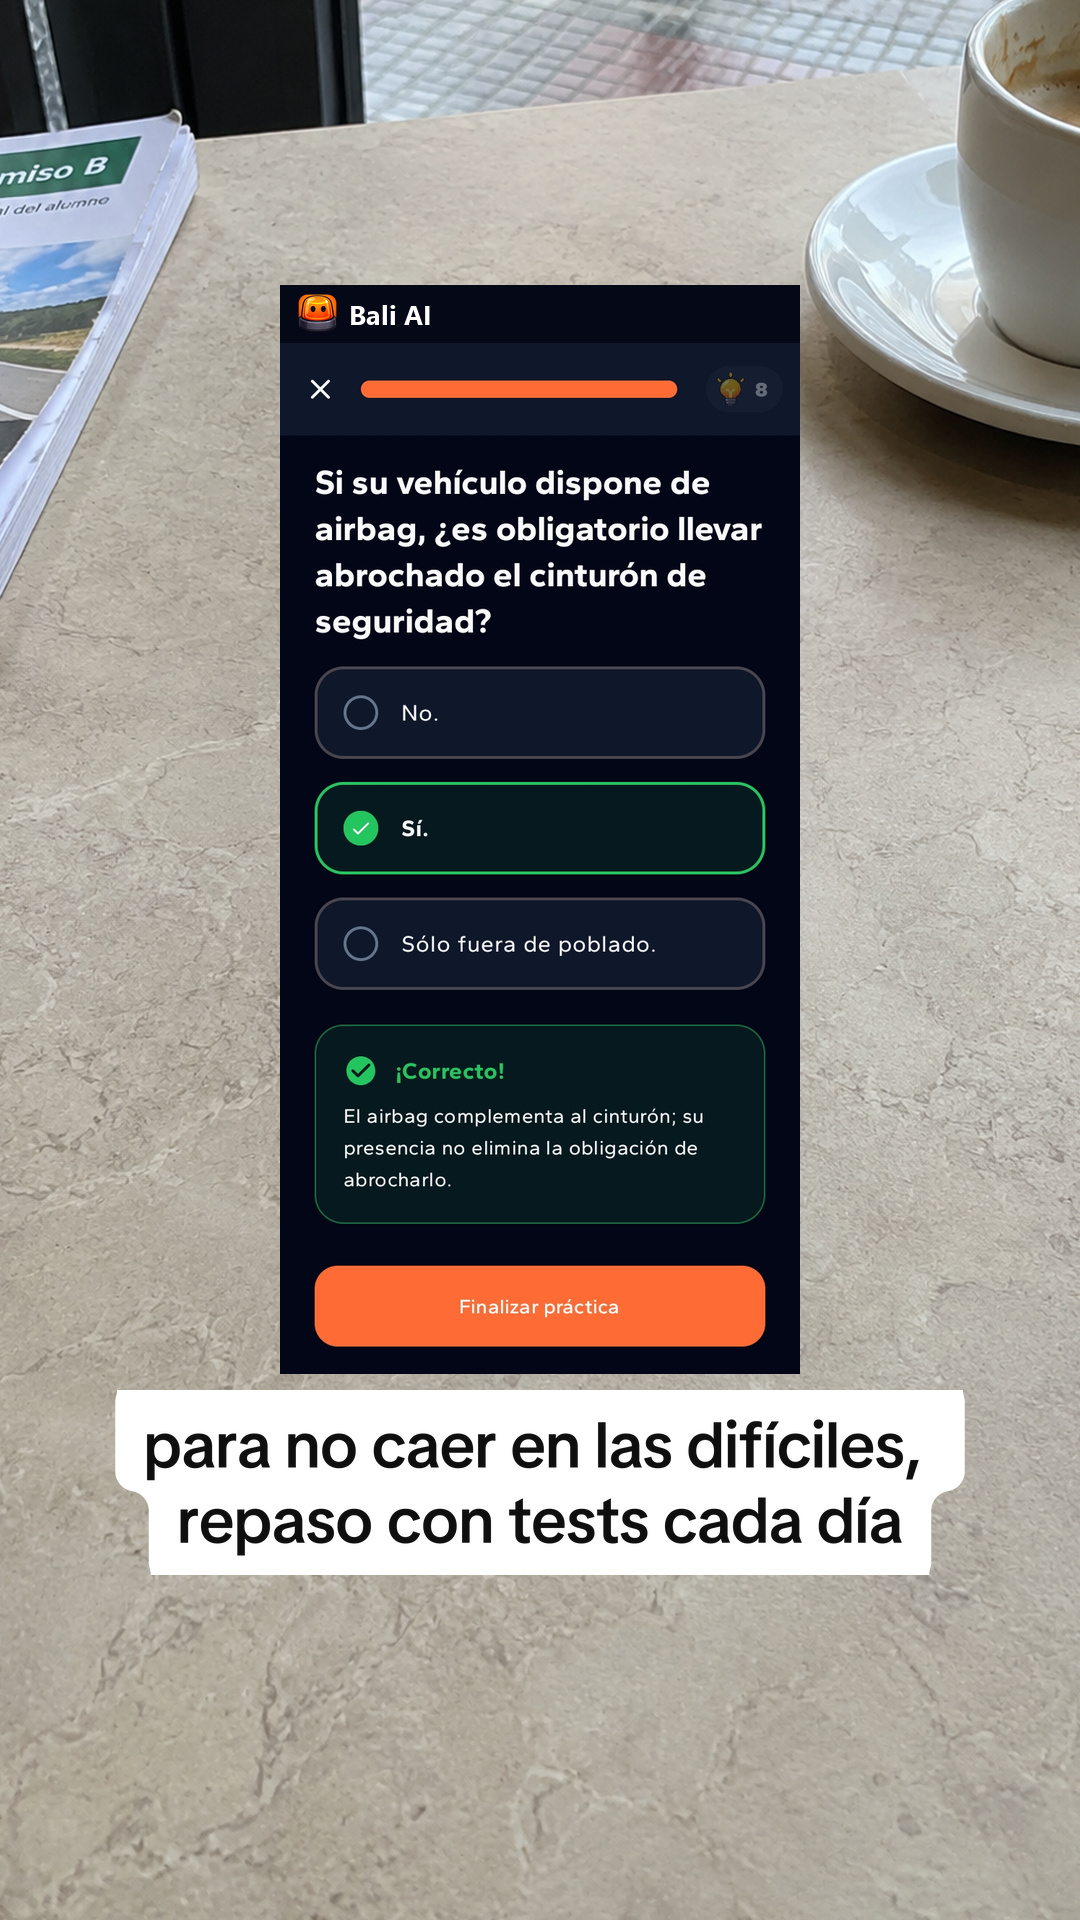 miso B
al del alumno
Bali AI
8
Si su vehículo dispone de
airbag, ¿es obligatorio llevar
abrochado el cinturón de
seguridad?
No.
Sí.
Sólo fuera de poblado.
¡Correcto!
El airbag complementa al cinturón; su
presencia no elimina la obligación de
abrocharlo.
Finalizar práctica
para no caer en las difíciles,
repaso con tests cada día